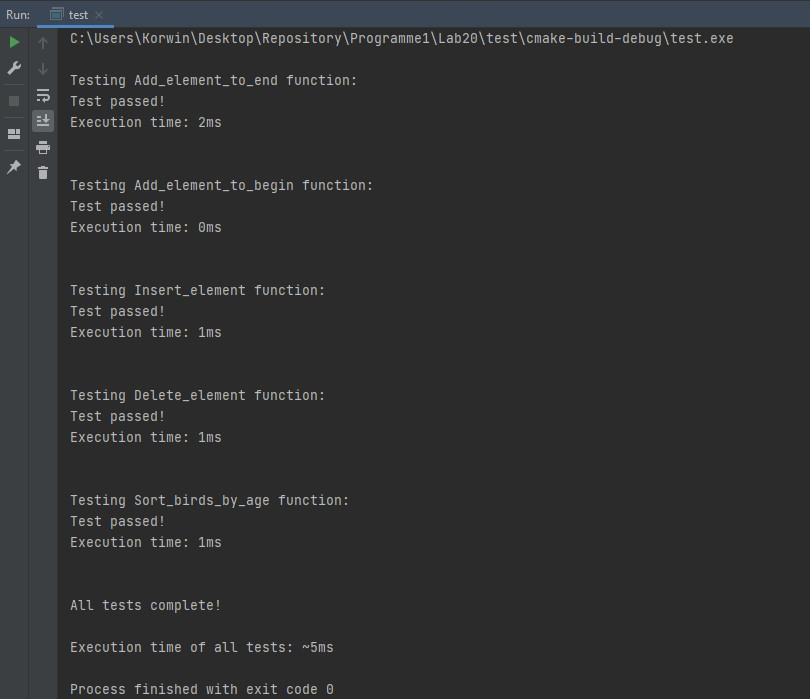 Run: test
C:\Users\Korwin\Desktop\Repository\Programme1\Lab20\test\cmake-build-debug\test.exe
Testing Add_element_to_end function:
Test passed!
Execution time: 2ms
Testing Add_element_to_begin function:
Test passed!
Execution time: 0ms
Testing Insert_element function:
Test passed!
Execution time: 1ms
Testing Delete_element function:
Test passed!
Execution time: 1ms
Testing Sort_birds_by_age function:
Test passed!
Execution time: 1ms
All tests complete!
Execution time of all tests: ~5ms
Process finished with exit code 0